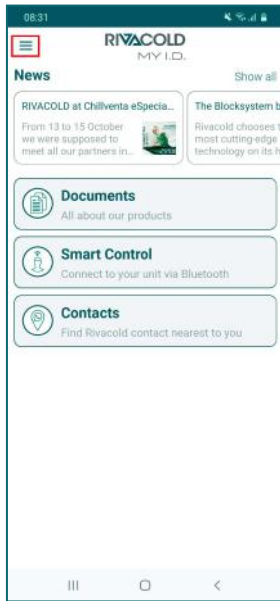 08:31
RIVACOLD
MY I.D.
News
Show all
RIVACOLD at Chillventa eSpecia...
From 13 to 15 October
we were supposed to
meet all our partners in...
The Blocksystem b
Rivacold chooses t
most cutting-edge
technology on its
Documents
All about our products
Smart Control
Connect to your unit via Bluetooth
Contacts
Find Rivacold contact nearest to you